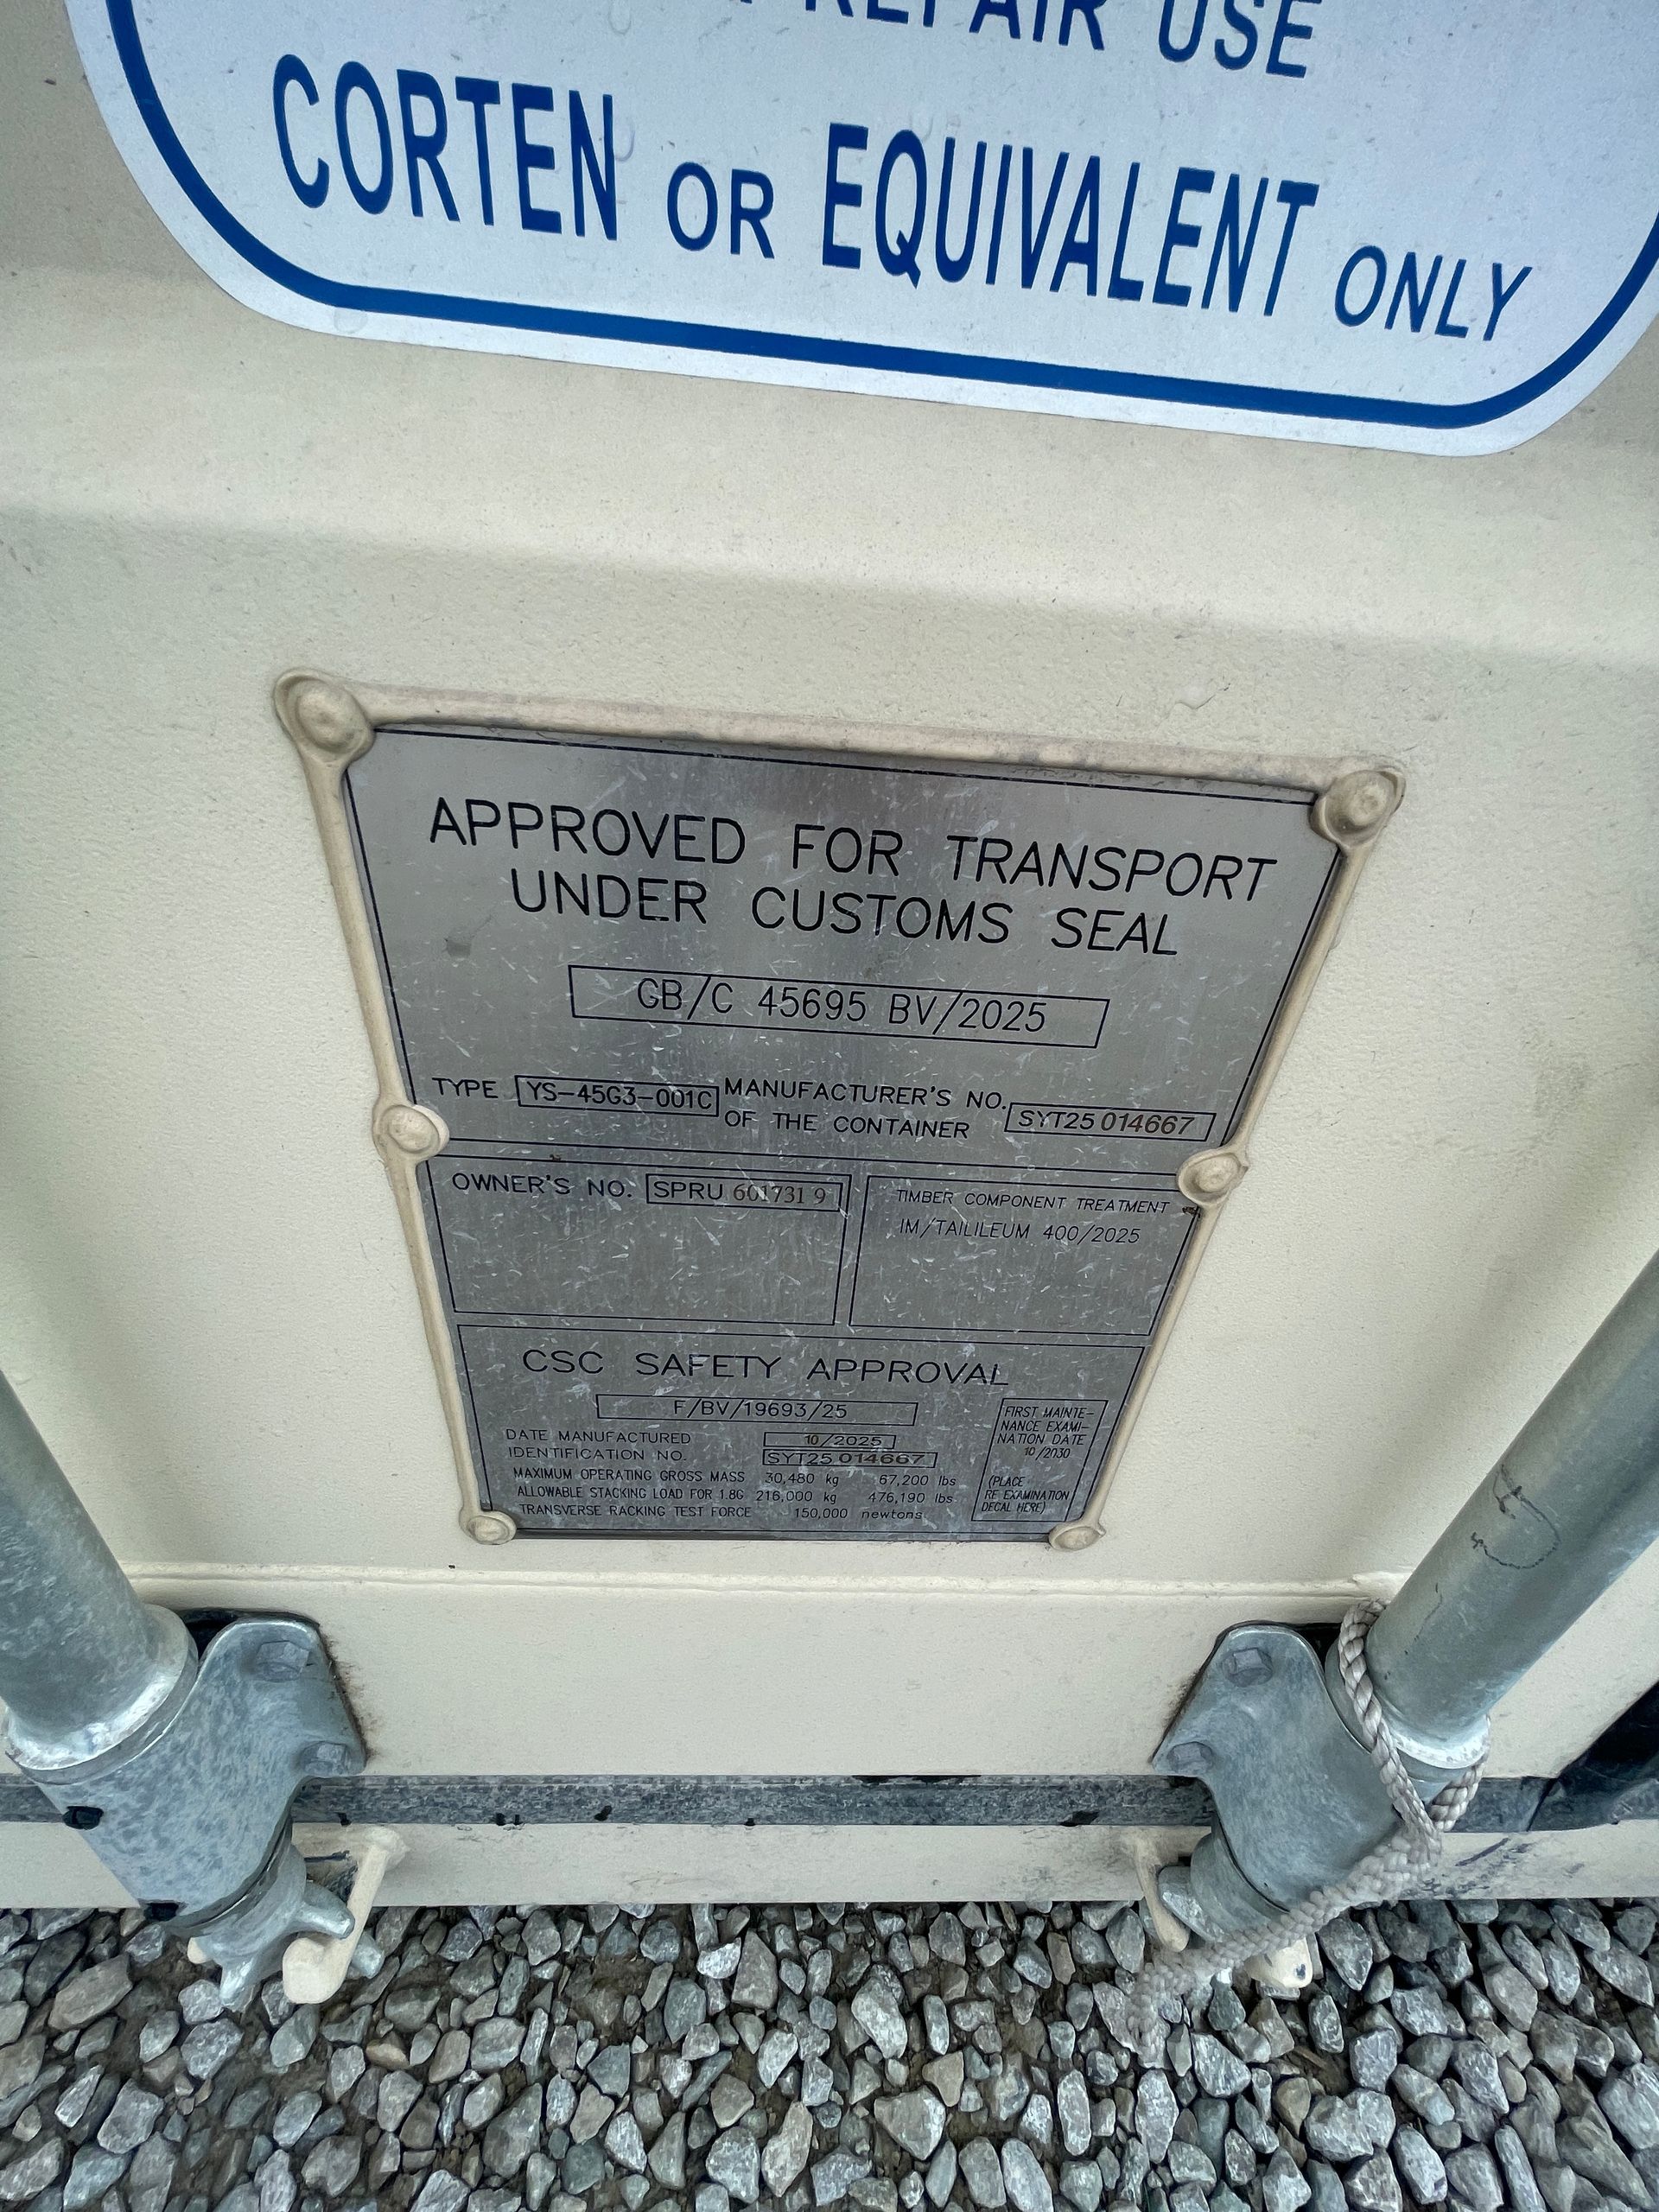 REPAIR USE
CORTEN OR EQUIVALENT ONLY
APPROVED FOR TRANSPORT
UNDER CUSTOMS SEAL
GB/C 45695 BV/2025
TYPE YS-45G3-001C MANUFACTURER'S NO. OF THE CONTAINER SYT25 014667
OWNER'S NO. SPRU 601731 9
TIMBER COMPONENT TREATMENT
IM/TAILILEUM 400/2025
CSC SAFETY APPROVAL
F/BV/19693/25
DATE MANUFACTURED 10/2025
IDENTIFICATION NO. SYT25 014667
MAXIMUM OPERATING GROSS MASS 30,480 kg 67,200 lbs
ALLOWABLE STACKING LOAD FOR 1.8G 216,000 kg 476,190 lbs
TRANSVERSE RACKING TEST FORCE 150,000 newtons
FIRST MAINTE-
NANCE EXAMI-
NATION DATE
10/2030
(PLACE
RE-EXAMINATION
DECAL HERE)